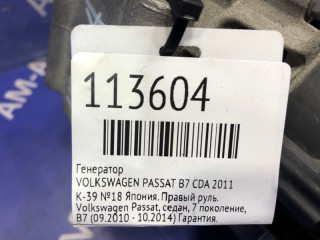 113604
Генератор
VOLKSWAGEN PASSAT B7 CDA 2011
К-39 №18 Япония. Правый руль.
Volkswagen Passat, седан, 7 поколение,
B7 (09.2010 - 10.2014) Гарантия.